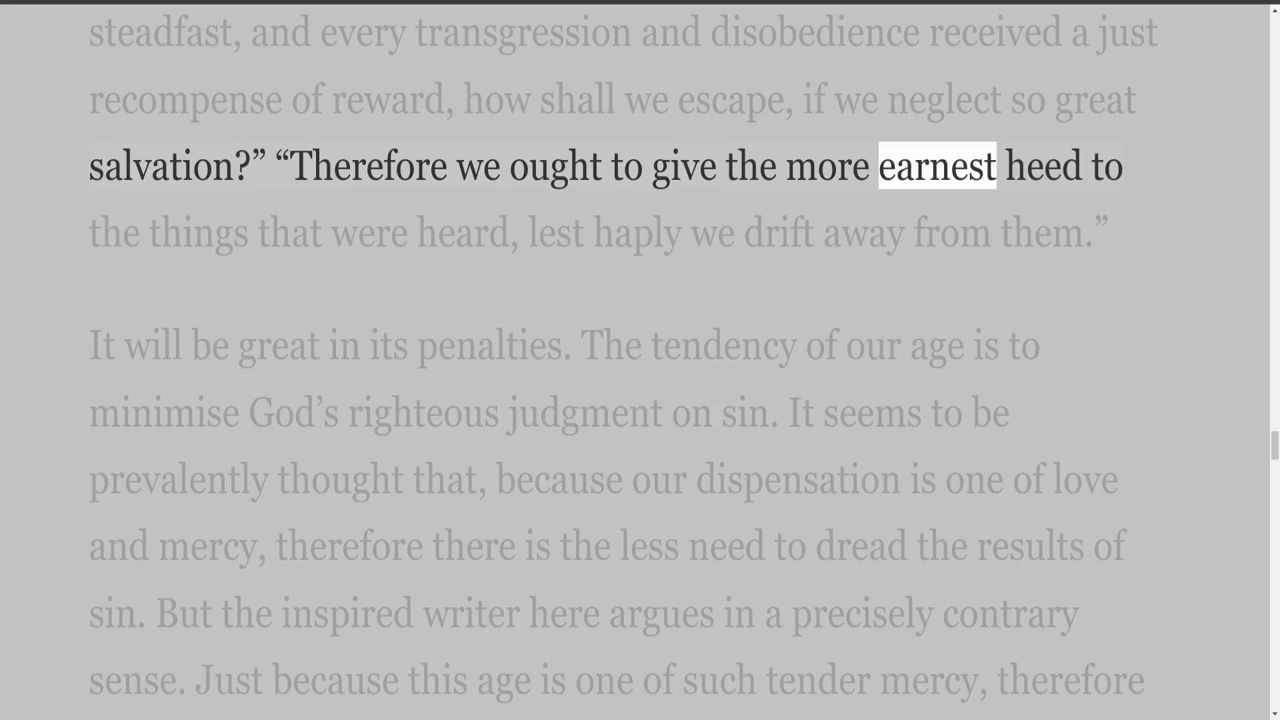 steadfast, and every transgression and disobedience received a just
recompense of reward, how shall we escape, if we neglect so great
salvation?” “Therefore we ought to give the more earnest heed to
the things that were heard, lest haply we drift away from them.”
It will be great in its penalties. The tendency of our age is to
minimise God’s righteous judgment on sin. It seems to be
prevalently thought that, because our dispensation is one of love
and mercy, therefore there is the less need to dread the results of
sin. But the inspired writer here argues in a precisely contrary
sense. Just because this age is one of such tender mercy, therefore